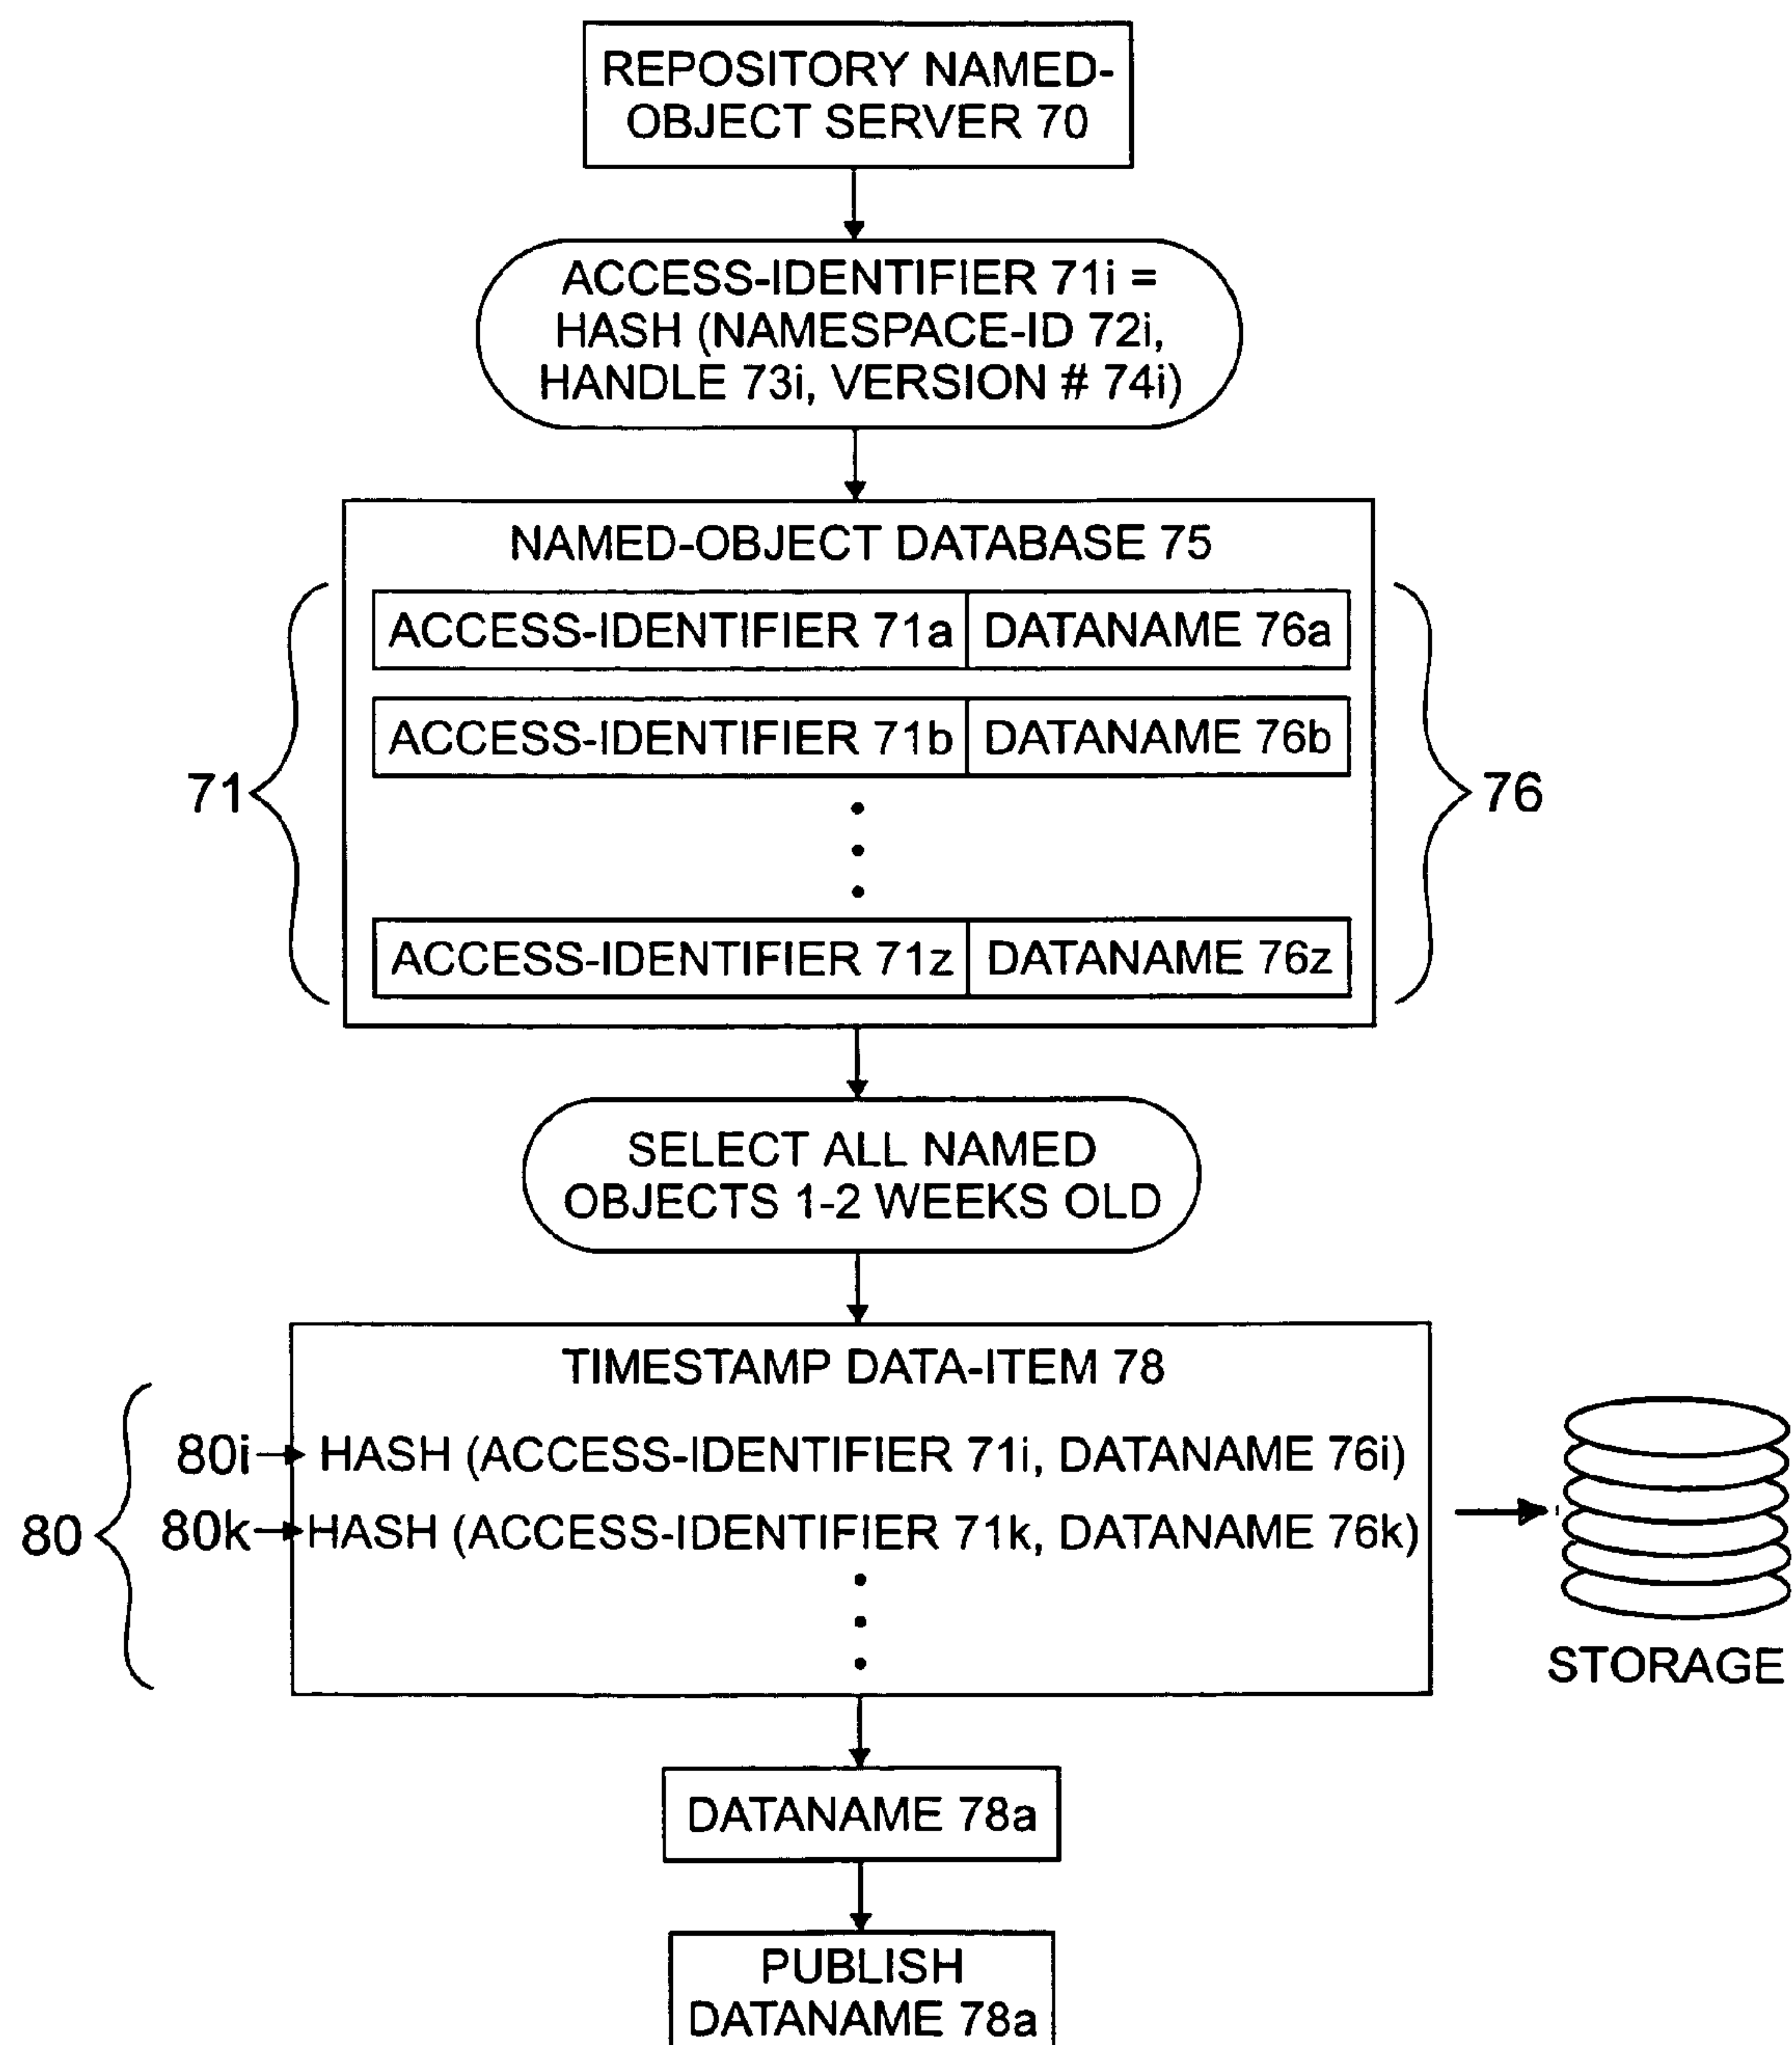 REPOSITORY NAMED-
OBJECT SERVER 70
ACCESS-IDENTIFIER 71i =
HASH (NAMESPACE-ID 72i,
HANDLE 73i, VERSION # 74i)
NAMED-OBJECT DATABASE 75
ACCESS-IDENTIFIER 71a DATANAME 76a
ACCESS-IDENTIFIER 71b DATANAME 76b
71
76
ACCESS-IDENTIFIER 71z DATANAME 76z
SELECT ALL NAMED
OBJECTS 1-2 WEEKS OLD
TIMESTAMP DATA-ITEM 78
80i HASH (ACCESS-IDENTIFIER 71i, DATANAME 76i)
80 80k HASH (ACCESS-IDENTIFIER 71k, DATANAME 76k)
STORAGE
DATANAME 78a
PUBLISH
DATANAME 78a